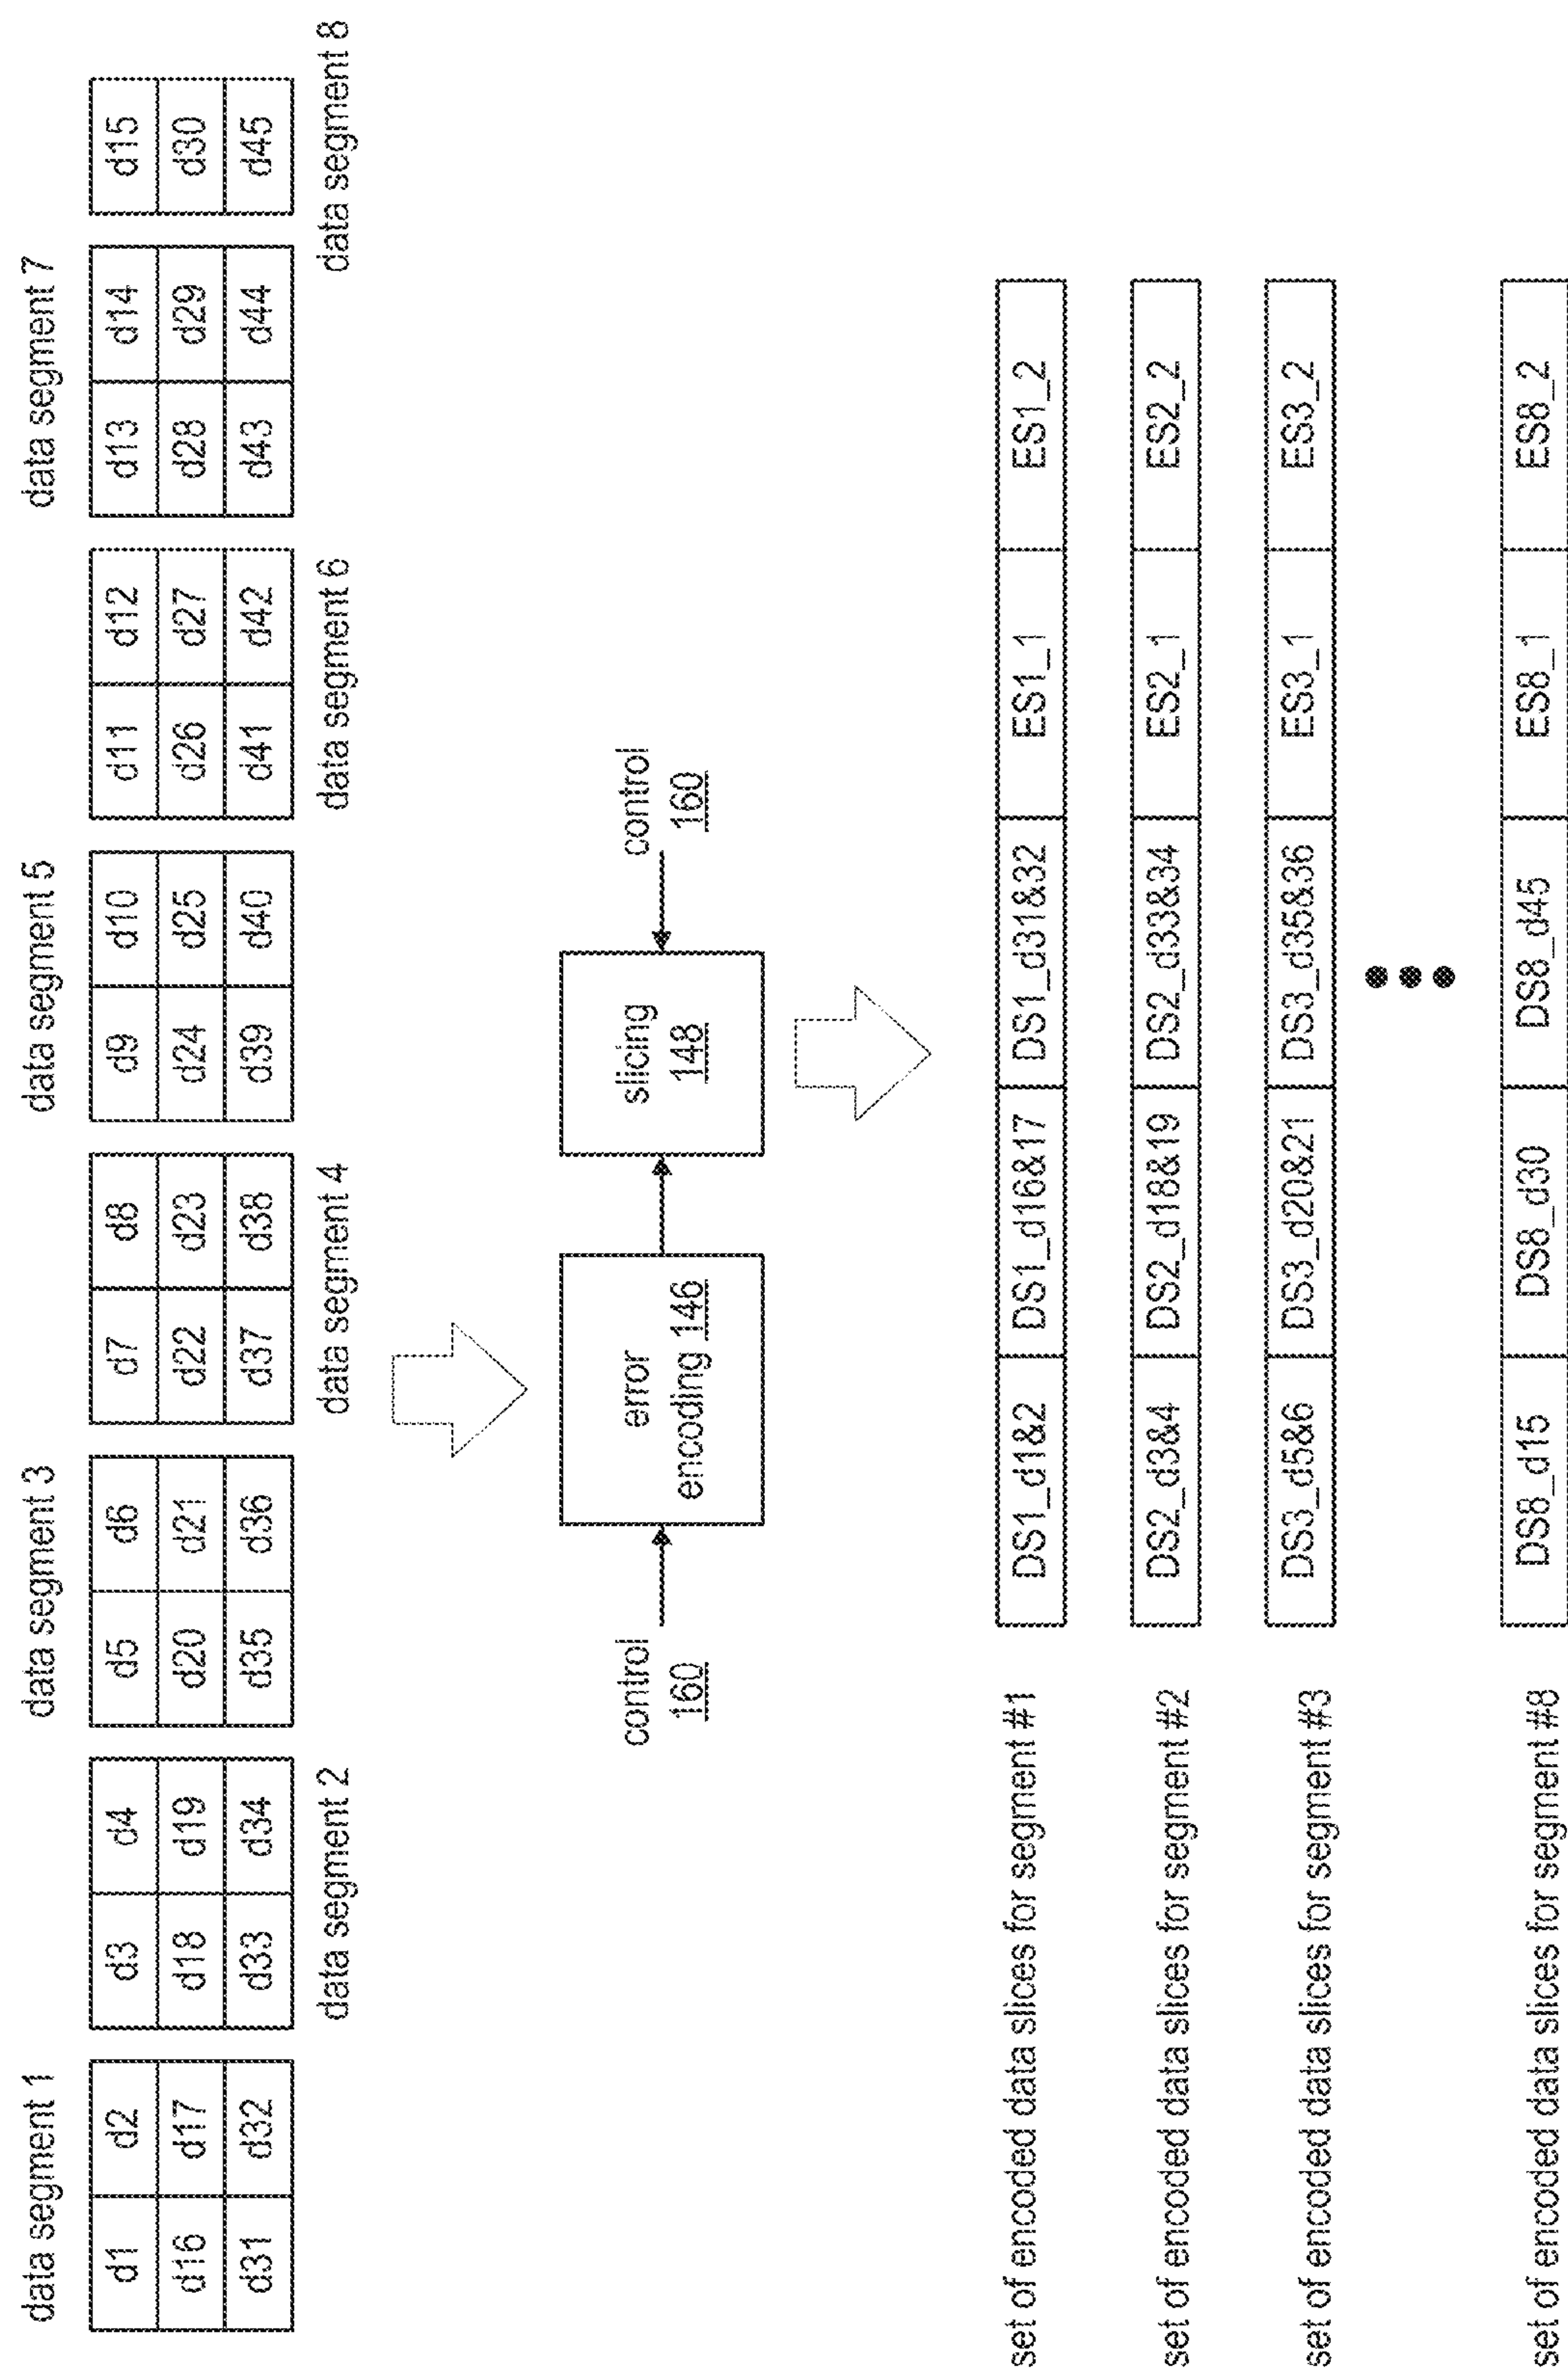 data segment 1
data segment 3
data segment 5
data segment 7
d1 d2 d3 d4 d5 d6 d7 d8 d9 d10 d11 d12 d13 d14 d15
d16 d17 d18 d19 d20 d21 d22 d23 d24 d25 d26 d27 d28 d29 d30
d31 d32 d33 d34 d35 d36 d37 d38 d39 d40 d41 d42 d43 d44 d45
data segment 2
data segment 4
data segment 6
data segment 8
control
160
error
encoding 146
slicing
148
control
160
set of encoded data slices for segment #1
DS1_d1&2 DS1_d16&17 DS1_d31&32 ES1_1 ES1_2
set of encoded data slices for segment #2
DS2_d3&4 DS2_d18&19 DS2_d33&34 ES2_1 ES2_2
set of encoded data slices for segment #3
DS3_d5&6 DS3_d20&21 DS3_d35&36 ES3_1 ES3_2
set of encoded data slices for segment #8
DS8_d15 DS8_d30 DS8_d45 ES8_1 ES8_2